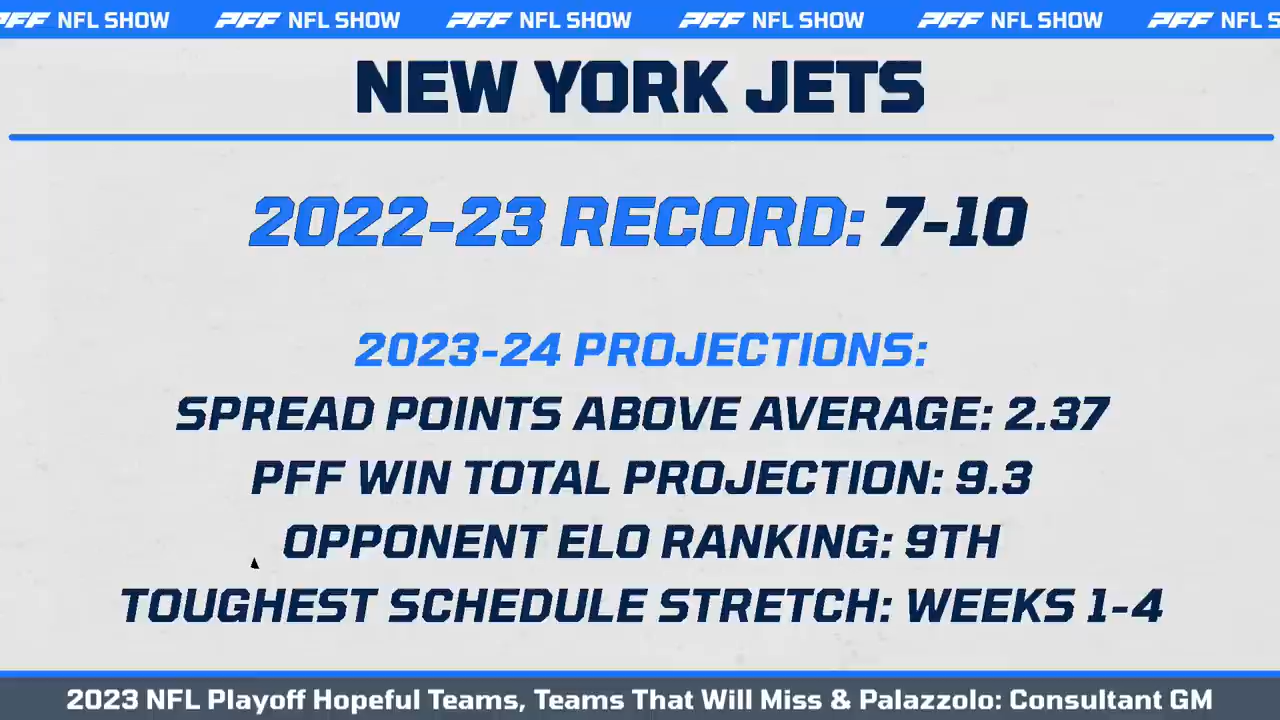 PFF NFL SHOW PFF NFL SHOW PFF NFL SHOW PFF NFL SHOW PFF NFL SHOW PFF NFL S
NEW YORK JETS
2022-23 RECORD: 7-10
2023-24 PROJECTIONS:
SPREAD POINTS ABOVE AVERAGE: 2.37
PFF WIN TOTAL PROJECTION: 9.3
OPPONENT ELO RANKING: 9TH
TOUGHEST SCHEDULE STRETCH: WEEKS 1-4
2023 NFL Playoff Hopeful Teams, Teams That Will Miss & Palazzolo: Consultant GM